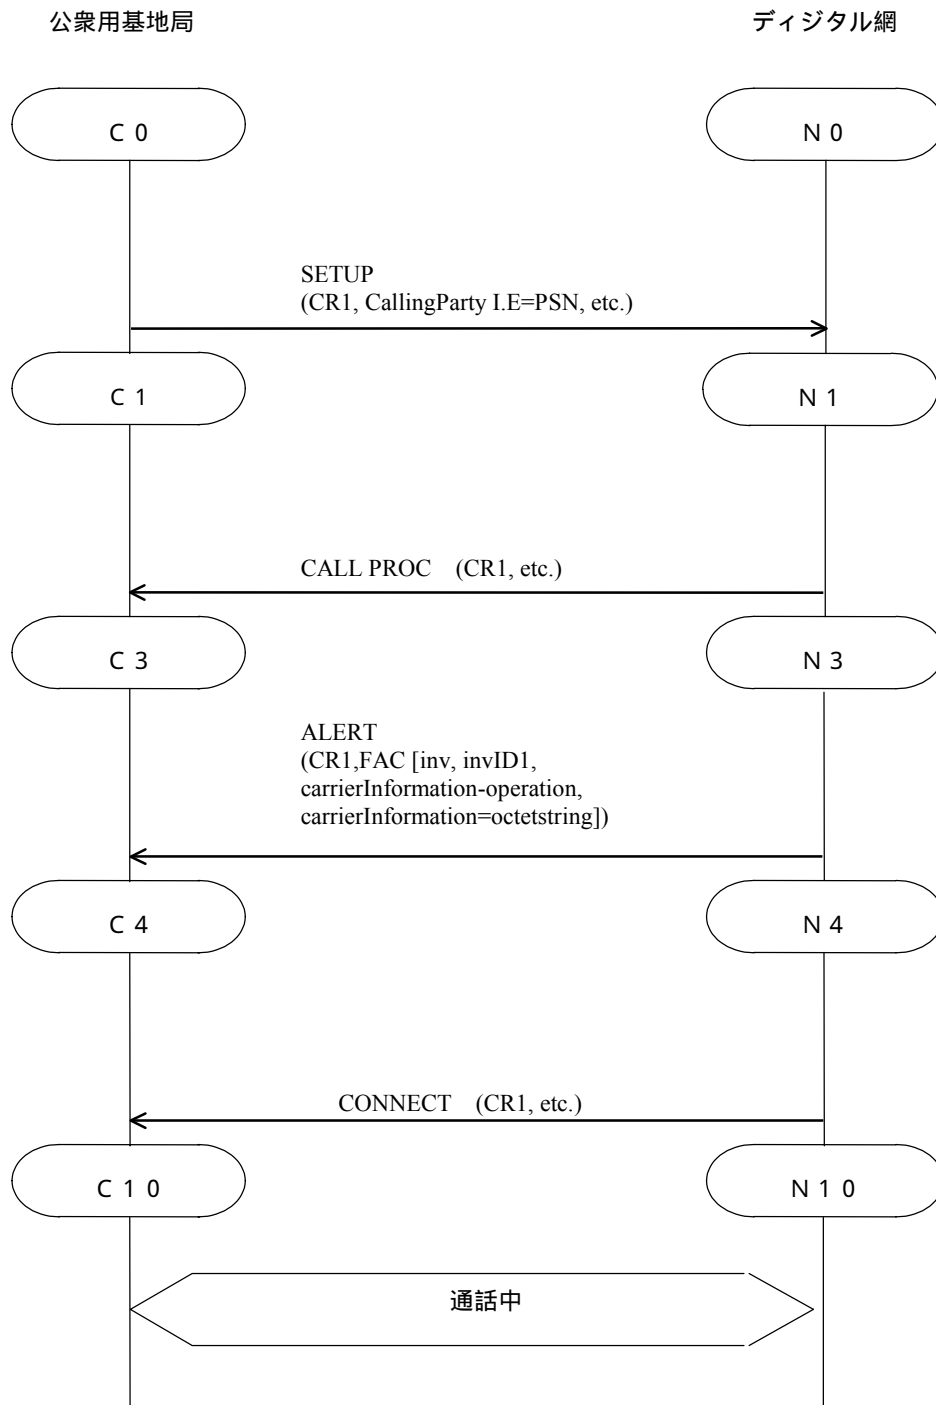 公衆用基地局 ディジタル網
C 0 N 0
SETUP
(CR1, CallingParty I.E=PSN, etc.)
C 1 N 1
CALL PROC (CR1, etc.)
C 3 N 3
ALERT
(CR1,FAC [inv, invID1,
carrierInformation-operation,
carrierInformation=octetstring])
C 4 N 4
CONNECT (CR1, etc.)
C 1 0 N 1 0
通話中